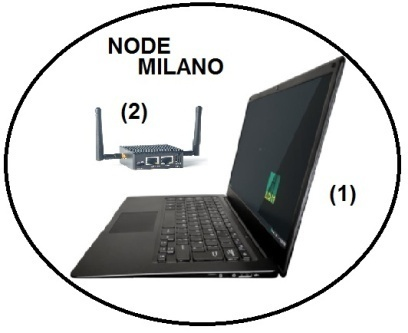 NODE
MILANO
(2)
(1)